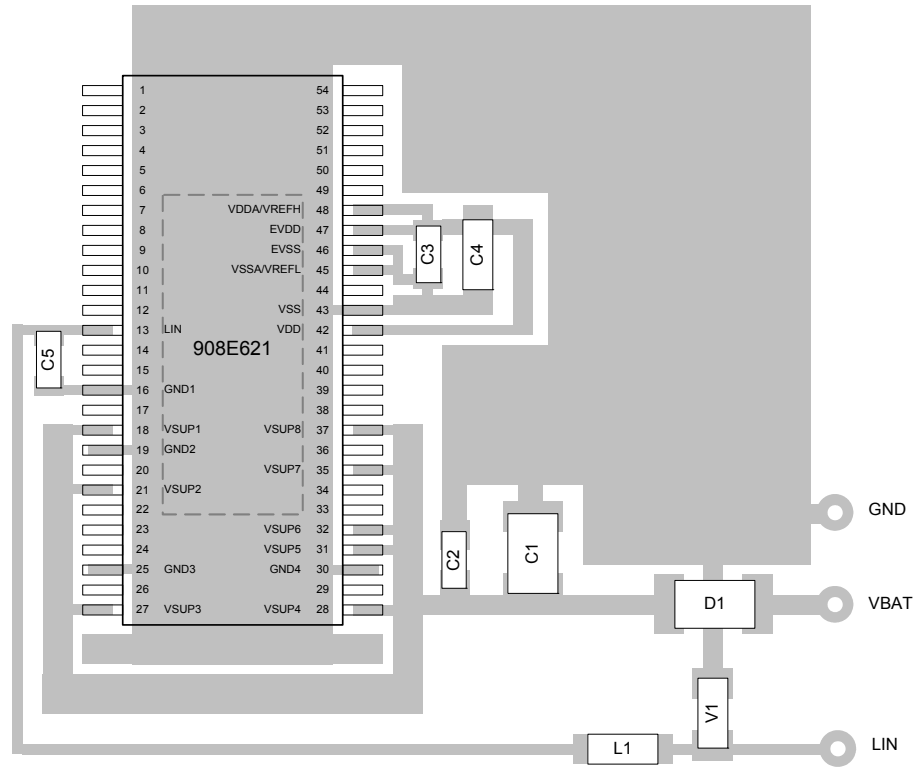 1 54
2 53
3 52
4 51
5 50
6 49
7 VDDA/VREFH 48
8 EVDD 47
9 EVSS 46
10 VSSA/VREFL 45
11 44
12 VSS 43
13 LIN VDD 42
908E621
14 41
15 40
16 GND1 39
17 38
18 VSUP1 VSUP8 37
19 GND2 36
20 VSUP7 35
21 VSUP2 34
22 33
23 VSUP6 32
24 VSUP5 31
25 GND3 GND4 30
26 29
27 VSUP3 VSUP4 28
C3
C4
C5
C2
C1
D1
V1
L1
GND
VBAT
LIN